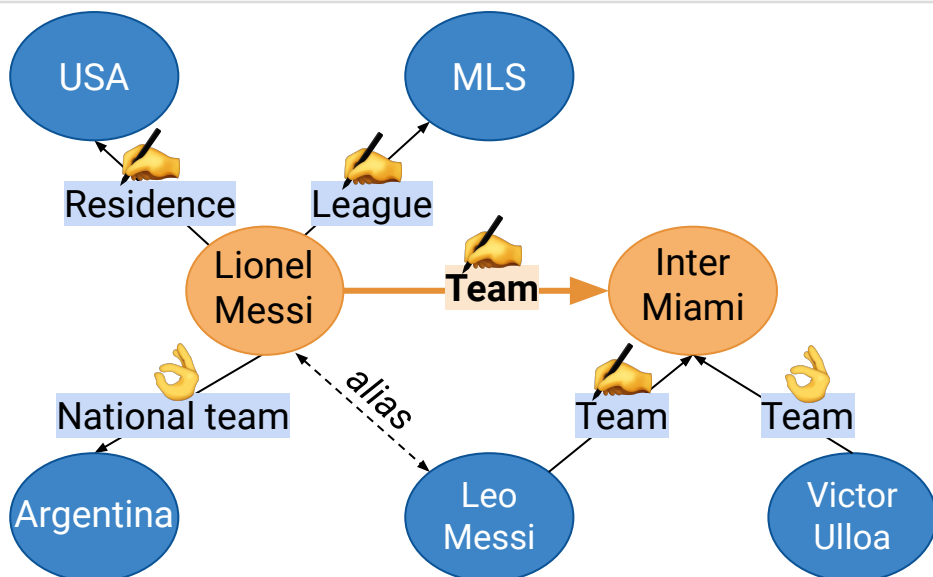 USA
MLS
Residence
League
Lionel
Messi
Team
Inter
Miami
National team
alias
Team
Team
Argentina
Leo
Messi
Victor
Ulloa